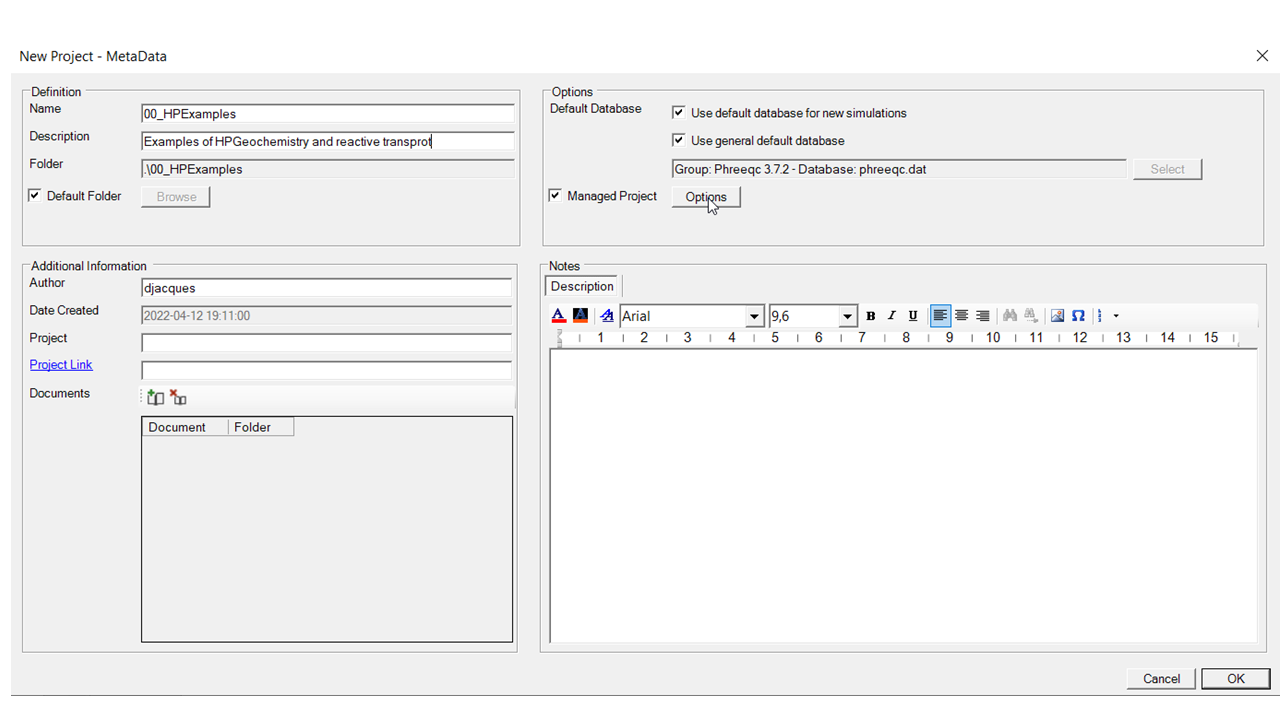 New Project - MetaData
Definition
Name
00_HPExamples
Description
Examples of HPGeochemistry and reactive transprot
Folder
.\00_HPExamples
Default Folder
Browse
Options
Default Database
Use default database for new simulations
Use general default database
Group: Phreeqc 3.7.2 - Database: phreeqc.dat
Select
Managed Project
Options
Additional Information
Author
djacques
Date Created
2022-04-12 19:11:00
Project
Project Link
Documents
Document Folder
Notes
Description
Arial 9,6 B I U
1 2 3 4 5 6 7 8 9 10 11 12 13 14 15
Cancel OK